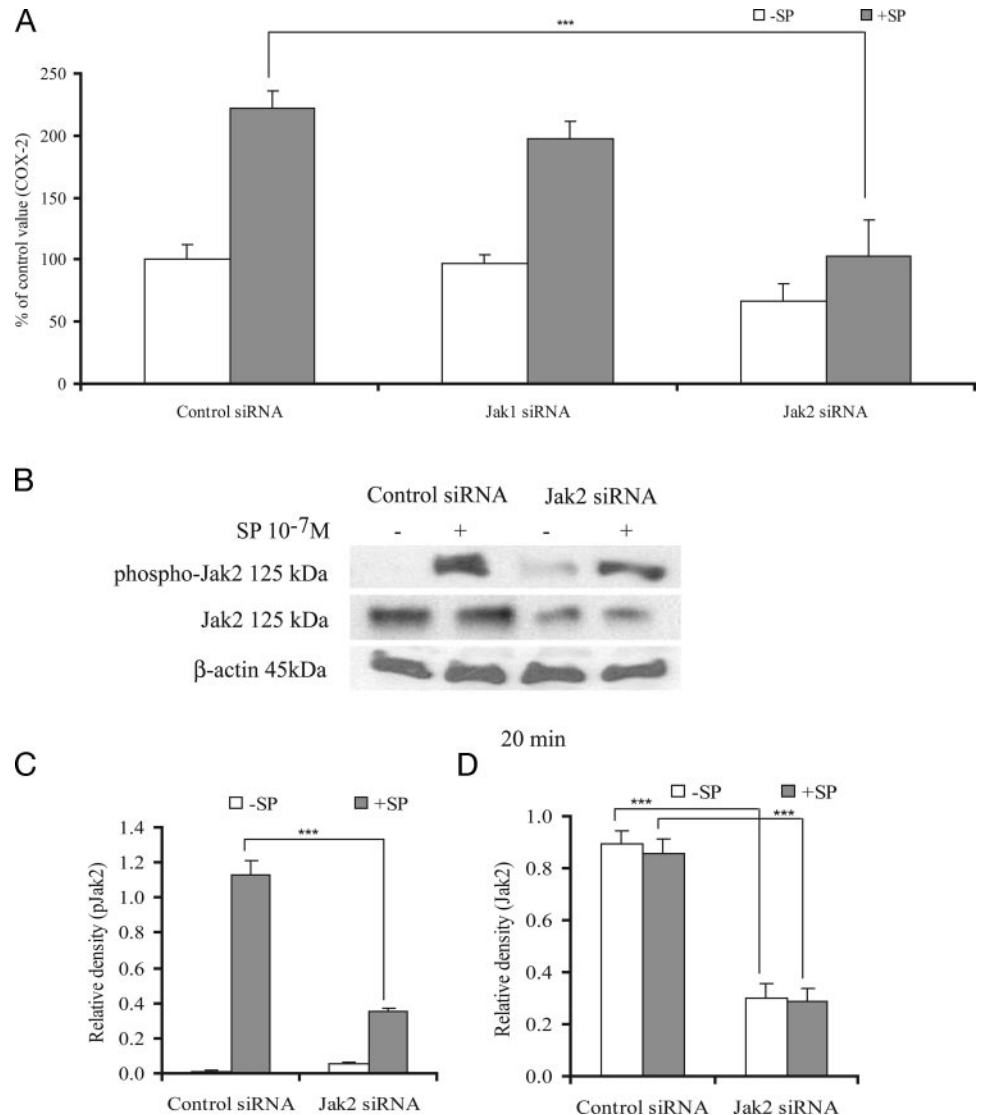 A
-SP +SP
***
% of control value (COX-2)
250
200
150
100
50
0
Control siRNA Jak1 siRNA Jak2 siRNA
B
Control siRNA Jak2 siRNA
SP 10-7M - + - +
phospho-Jak2 125 kDa
Jak2 125 kDa
β-actin 45kDa
20 min
C
-SP +SP
***
Relative density (pJak2)
1.4
1.2
1.0
0.8
0.6
0.4
0.2
0.0
Control siRNA Jak2 siRNA
D
-SP +SP
*** ***
Relative density (Jak2)
1.0
0.8
0.6
0.4
0.2
0.0
Control siRNA Jak2 siRNA